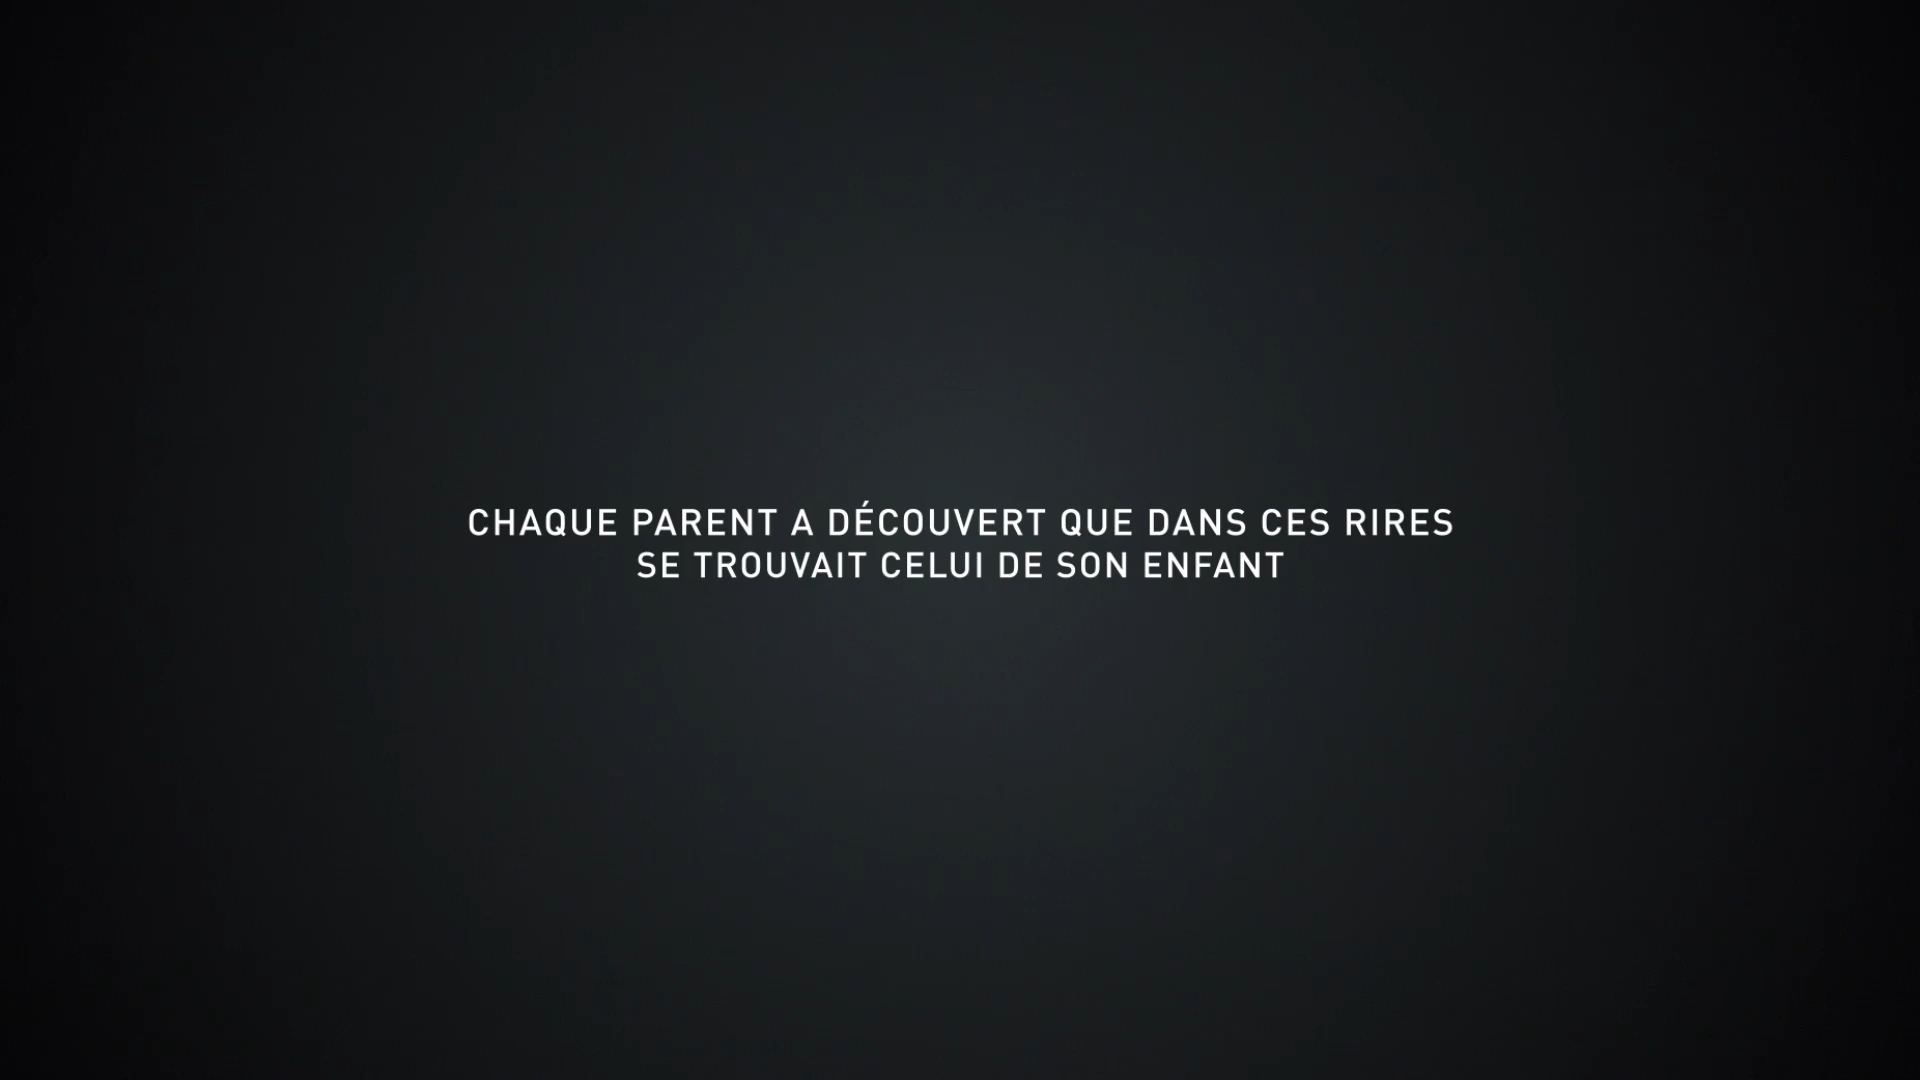 CHAQUE PARENT A DÉCOUVERT QUE DANS CES RIRES
SE TROUVAIT CELUI DE SON ENFANT